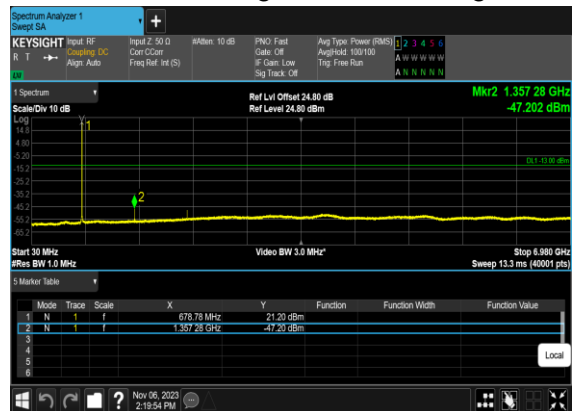 Spectrum Analyzer 1
Swept SA
+
KEYSIGHT Input: RF Input Z: 50 Ω #Atten: 10 dB PNO: Fast Avg Type: Power (RMS) 1 2 3 4 5 6
R T Coupling: DC Corr CCorr Gate: Off Avg|Hold: 100/100 A W W W W W
Align: Auto Freq Ref: Int (S) IF Gain: Low Trig: Free Run
LXI Sig Track: Off A N N N N N
1 Spectrum Ref Lvl Offset 24.80 dB Mkr2 1.357 28 GHz
Scale/Div 10 dB Ref Level 24.80 dBm -47.202 dBm
Log
14.8 1
4.80
-5.20
-15.2 DL1 -13.00 dBm
-25.2
-35.2 2
-45.2
-55.2
-65.2
Start 30 MHz Video BW 3.0 MHz* Stop 6.980 GHz
#Res BW 1.0 MHz Sweep 13.3 ms (40001 pts)
5 Marker Table
Mode Trace Scale X Y Function Function Width Function Value
1 N 1 f 678.78 MHz 21.20 dBm
2 N 1 f 1.357 28 GHz -47.20 dBm
3
4
5
6
Local
? Nov 06, 2023
2:19:54 PM